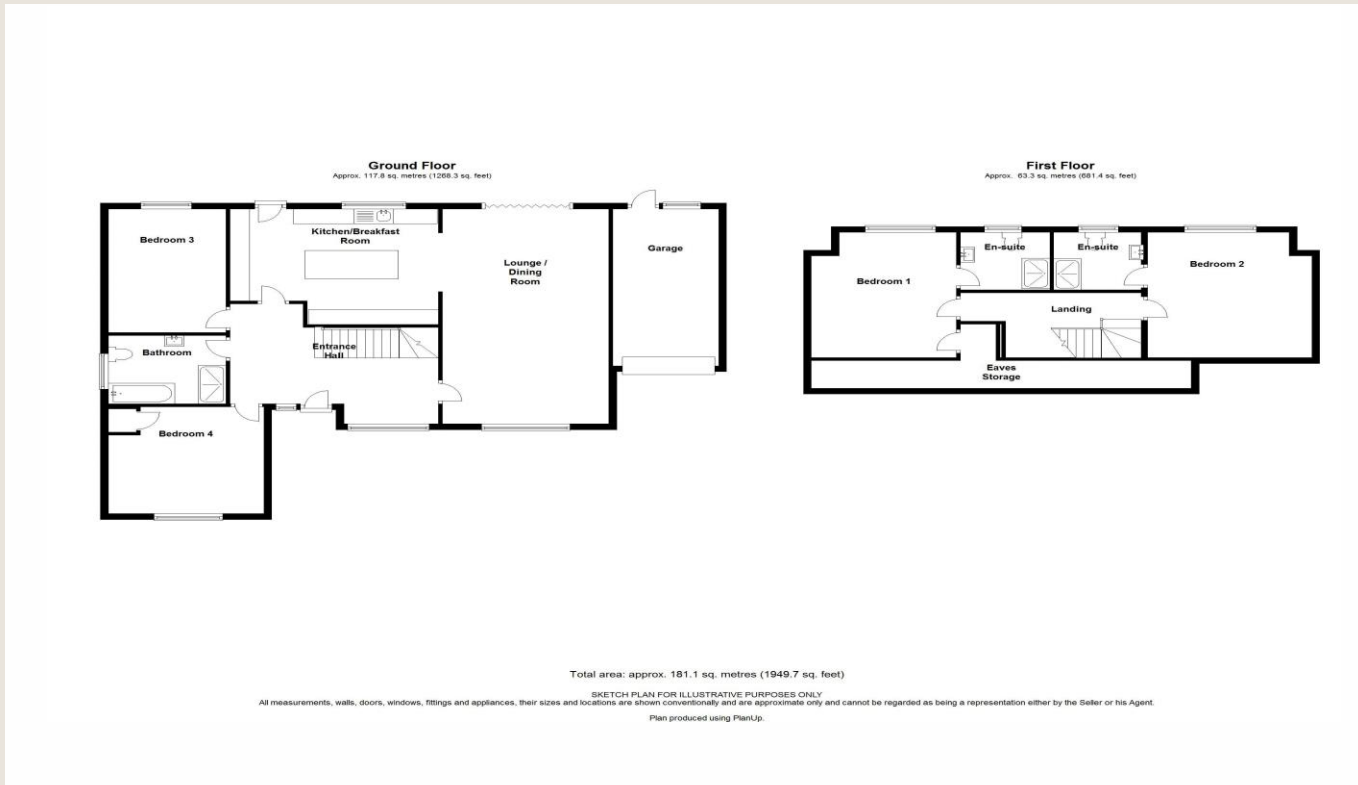 Ground Floor
Approx. 117.8 sq. metres (1268.3 sq. feet)
Bedroom 3
Kitchen/Breakfast
Room
Lounge /
Dining
Room
Garage
Bathroom
Entrance
Hall
Bedroom 4
First Floor
Approx. 63.3 sq. metres (681.4 sq. feet)
En-suite
En-suite
Bedroom 1
Bedroom 2
Landing
Eaves
Storage
Total area: approx. 181.1 sq. metres (1949.7 sq. feet)
SKETCH PLAN FOR ILLUSTRATIVE PURPOSES ONLY
All measurements, walls, doors, windows, fittings and appliances, their sizes and locations are shown conventionally and are approximate only and cannot be regarded as being a representation either by the Seller or his Agent
Plan produced using PlanUp.